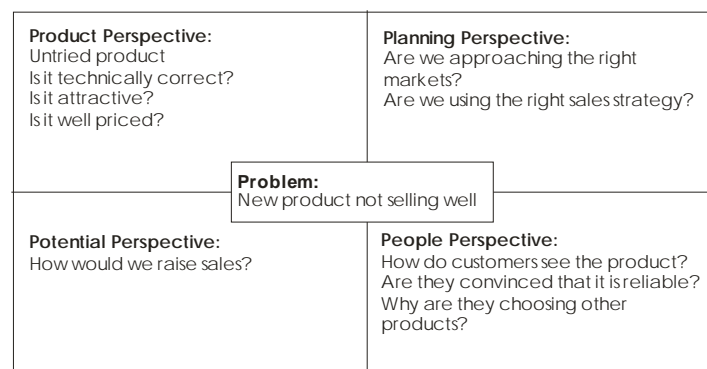 Product Perspective:
Untried product
Is it technically correct?
Is it attractive?
Is it well priced?
Planning Perspective:
Are we approaching the right
markets?
Are we using the right sales strategy?
Problem:
New product not selling well
Potential Perspective:
How would we raise sales?
People Perspective:
How do customers see the product?
Are they convinced that it is reliable?
Why are they choosing other
products?